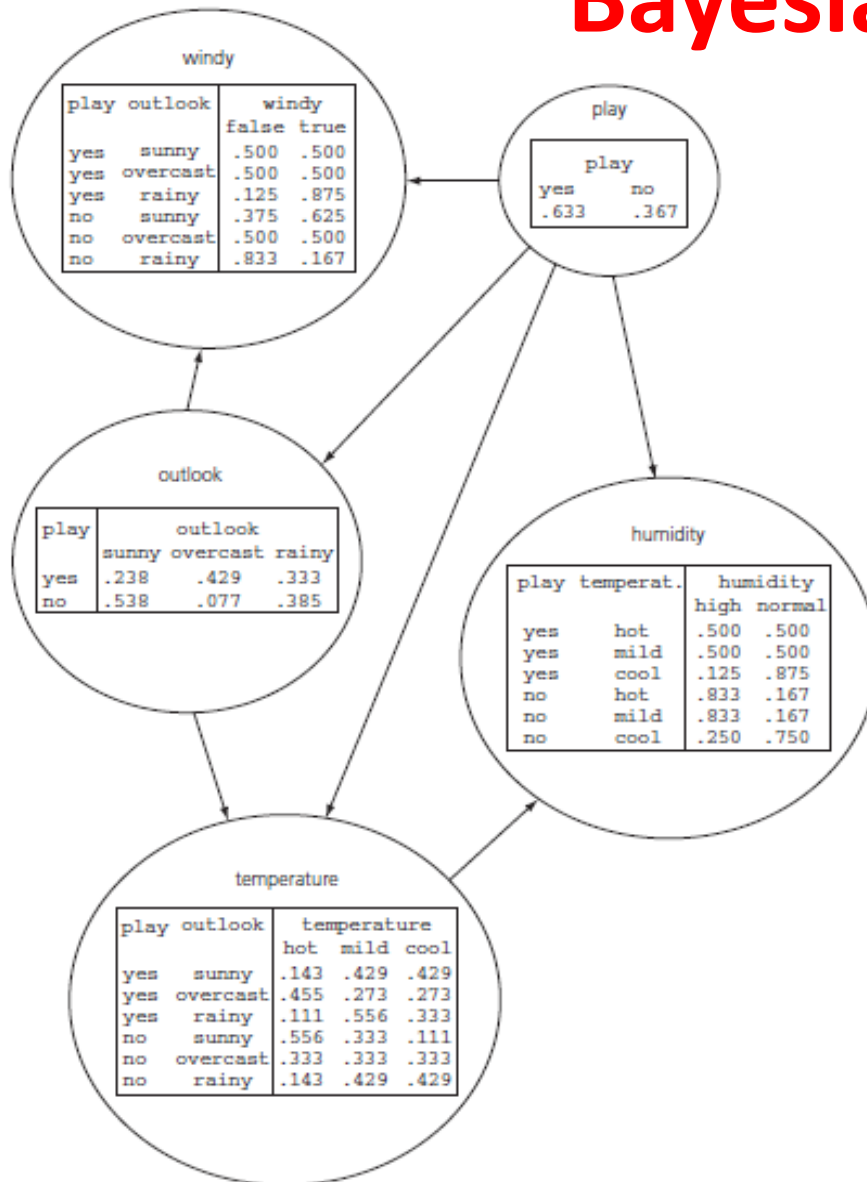 Bayesia
windy
play outlook windy
false true
yes sunny .500 .500
yes overcast .500 .500
yes rainy .125 .875
no sunny .375 .625
no overcast .500 .500
no rainy .833 .167
play
play
yes no
.633 .367
outlook
play outlook
sunny overcast rainy
yes .238 .429 .333
no .538 .077 .385
humidity
play temperat. humidity
high normal
yes hot .500 .500
yes mild .500 .500
yes cool .125 .875
no hot .833 .167
no mild .833 .167
no cool .250 .750
temperature
play outlook temperature
hot mild cool
yes sunny .143 .429 .429
yes overcast .455 .273 .273
yes rainy .111 .556 .333
no sunny .556 .333 .111
no overcast .333 .333 .333
no rainy .143 .429 .429